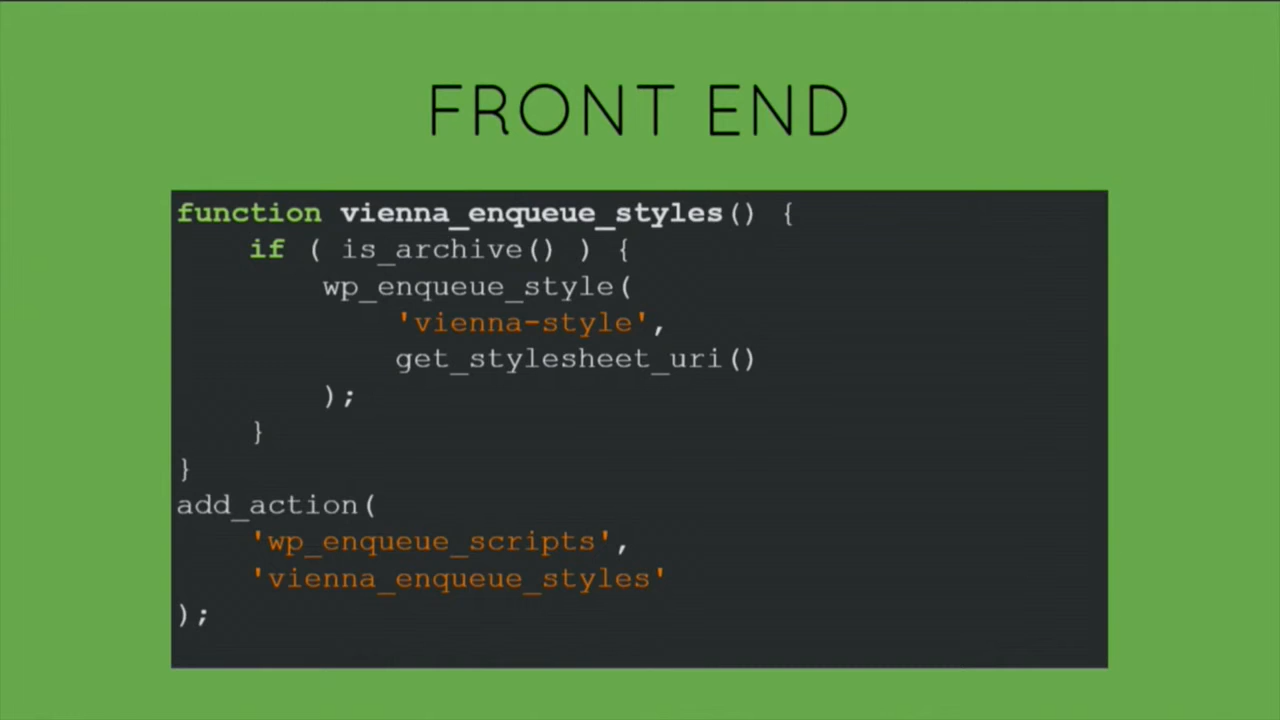 FRONT END
function vienna_enqueue_styles() {
    if ( is_archive() ) {
        wp_enqueue_style(
            'vienna-style',
            get_stylesheet_uri()
        );
    }
}
add_action(
    'wp_enqueue_scripts',
    'vienna_enqueue_styles'
);